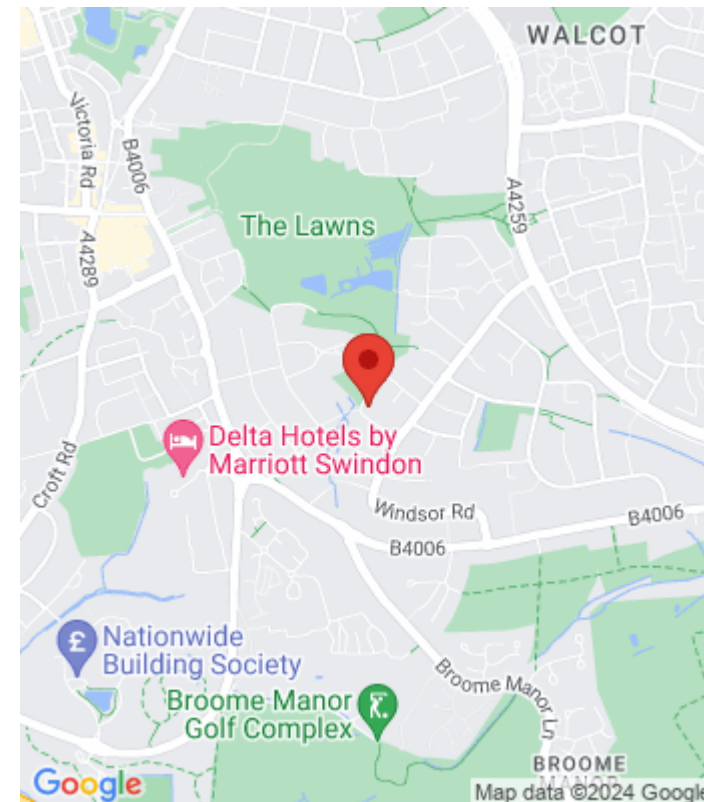 WALCOT
Victoria Rd
B4006
A4259
The Lawns
A4289
Delta Hotels by
Marriott Swindon
Croft Rd
Windsor Rd
B4006
B4006
£
Nationwide
Building Society
Broome Manor
Golf Complex
Broome Manor Ln
BROOME
MANOR
Google
Map data ©2024 Google